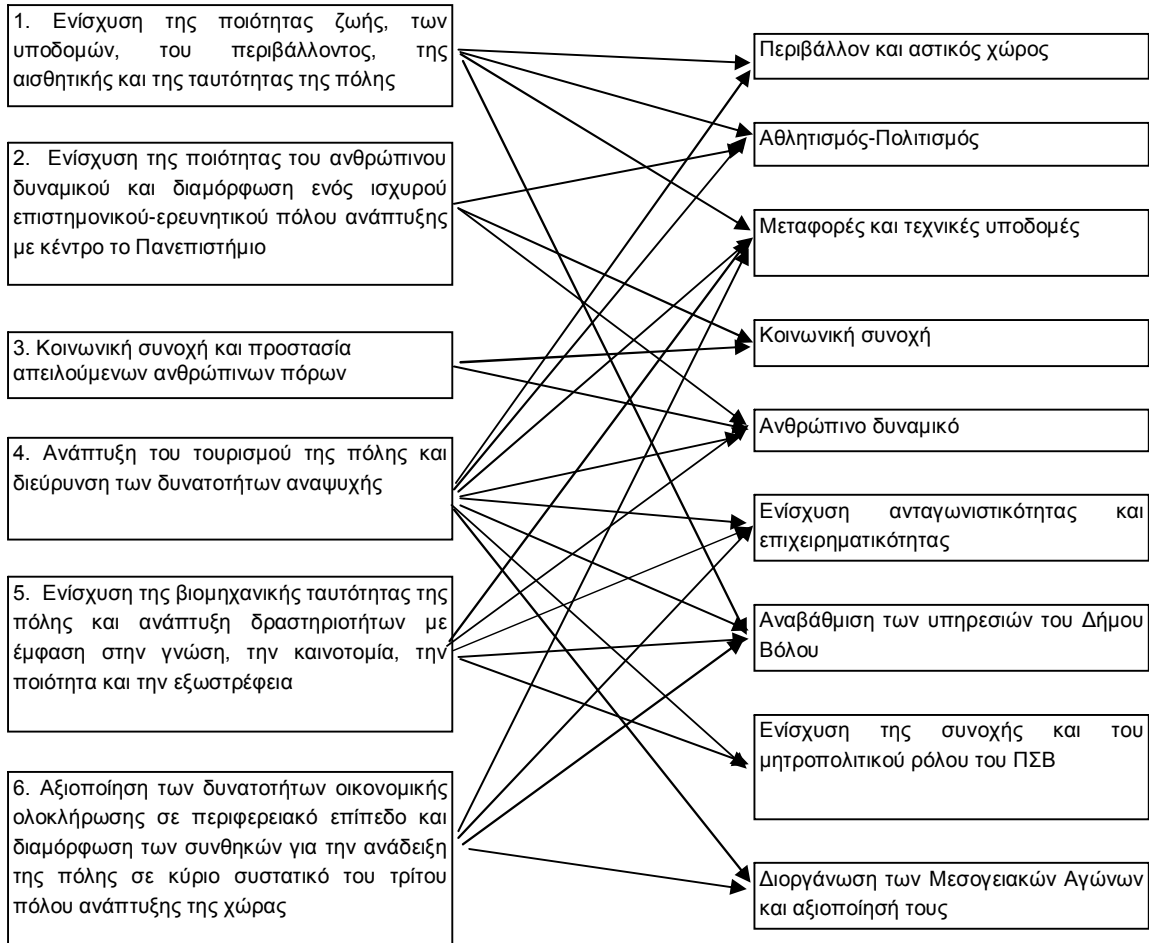 1. Ενίσχυση της ποιότητας ζωής, των
υποδομών, του περιβάλλοντος, της
αισθητικής και της ταυτότητας της πόλης
2. Ενίσχυση της ποιότητας του ανθρώπινου
δυναμικού και διαμόρφωση ενός ισχυρού
επιστημονικού-ερευνητικού πόλου ανάπτυξης
με κέντρο το Πανεπιστήμιο
3. Κοινωνική συνοχή και προστασία
απειλούμενων ανθρώπινων πόρων
4. Ανάπτυξη του τουρισμού της πόλης και
διεύρυνση των δυνατοτήτων αναψυχής
5. Ενίσχυση της βιομηχανικής ταυτότητας της
πόλης και ανάπτυξη δραστηριοτήτων με
έμφαση στην γνώση, την καινοτομία, την
ποιότητα και την εξωστρέφεια
6. Αξιοποίηση των δυνατοτήτων οικονομικής
ολοκλήρωσης σε περιφερειακό επίπεδο και
διαμόρφωση των συνθηκών για την ανάδειξη
της πόλης σε κύριο συστατικό του τρίτου
πόλου ανάπτυξης της χώρας
Περιβάλλον και αστικός χώρος
Αθλητισμός-Πολιτισμός
Μεταφορές και τεχνικές υποδομές
Κοινωνική συνοχή
Ανθρώπινο δυναμικό
Ενίσχυση ανταγωνιστικότητας και
επιχειρηματικότητας
Αναβάθμιση των υπηρεσιών του Δήμου
Βόλου
Ενίσχυση της συνοχής και του
μητροπολιτικού ρόλου του ΠΣΒ
Διοργάνωση των Μεσογειακών Αγώνων
και αξιοποίησή τους